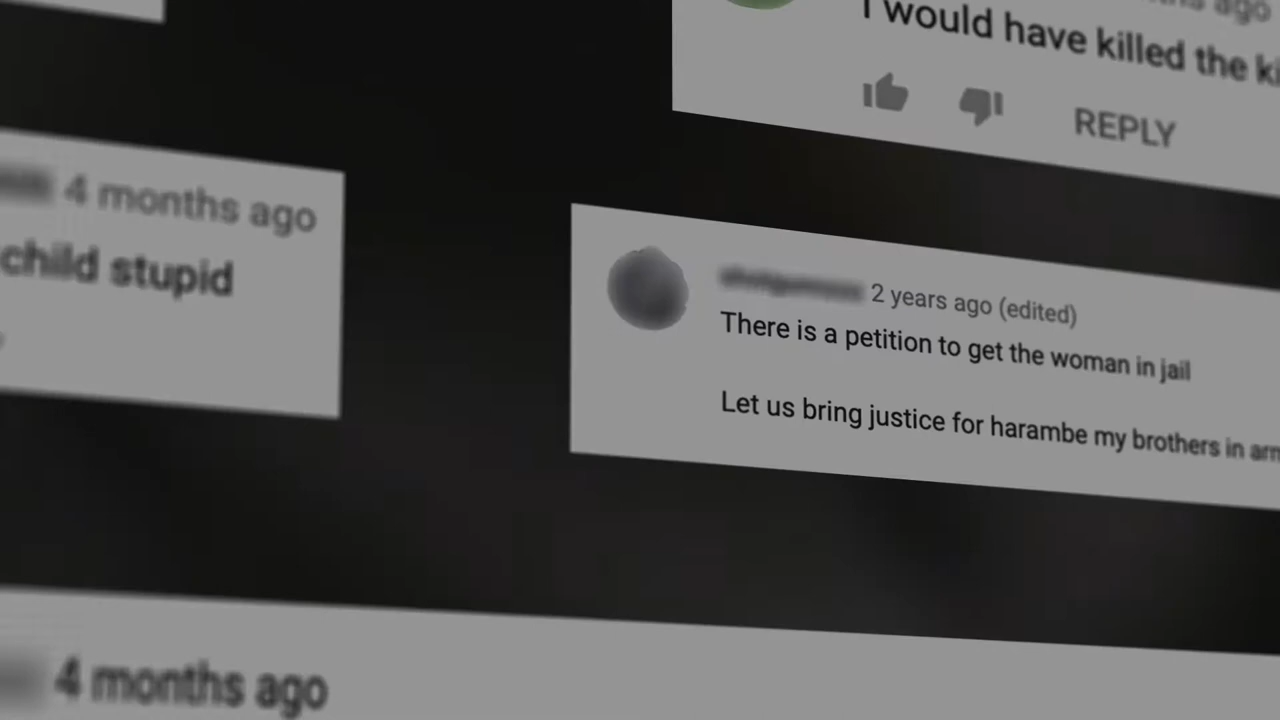 ago
I would have killed the
REPLY
4 months ago
child stupid
2 years ago (edited)
There is a petition to get the woman in jail
Let us bring justice for harambe my brothers in
4 months ago